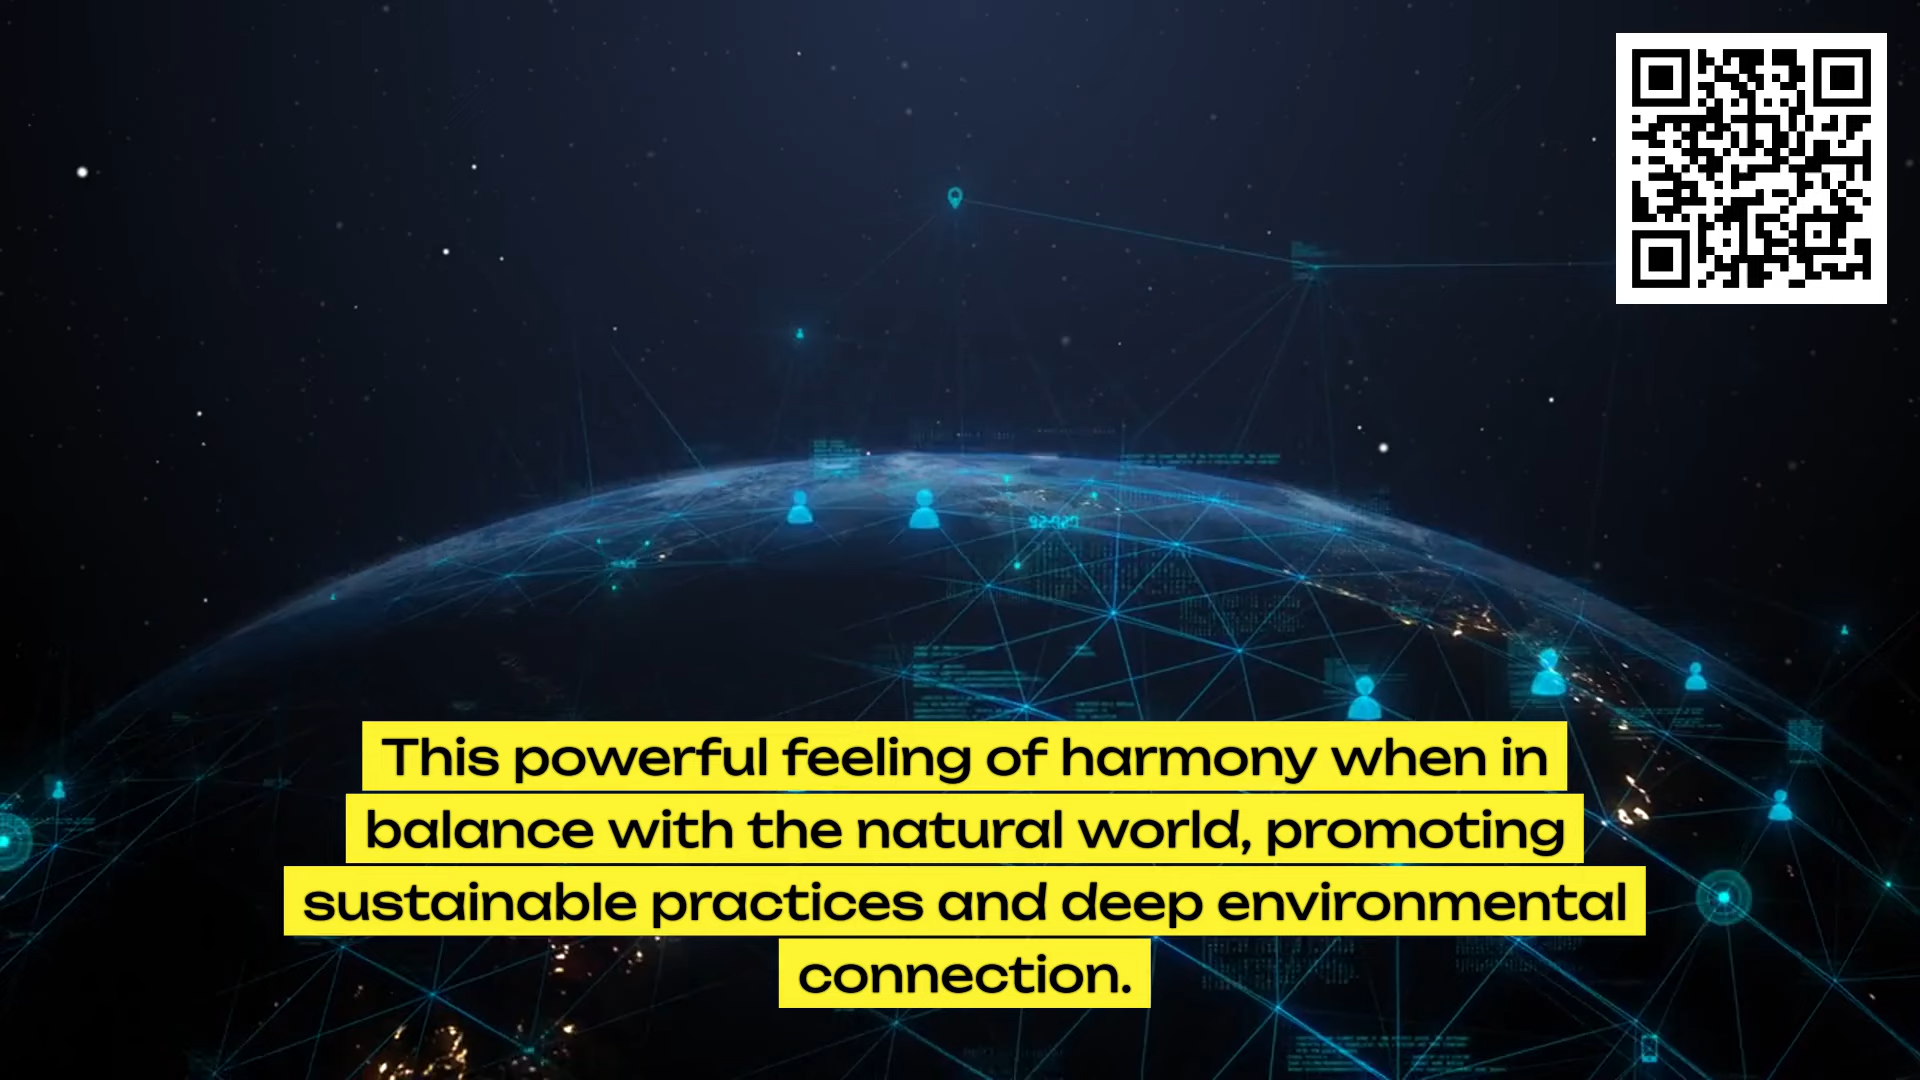 This powerful feeling of harmony when in
balance with the natural world, promoting
sustainable practices and deep environmental
connection.